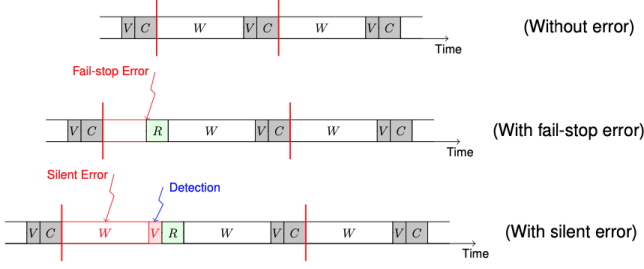 V C W V C W V C (Without error)
Time
Fail-stop Error
V C R W V C W V C (With fail-stop error)
Time
Silent Error
Detection
V C W V R W V C W V C (With silent error)
Time